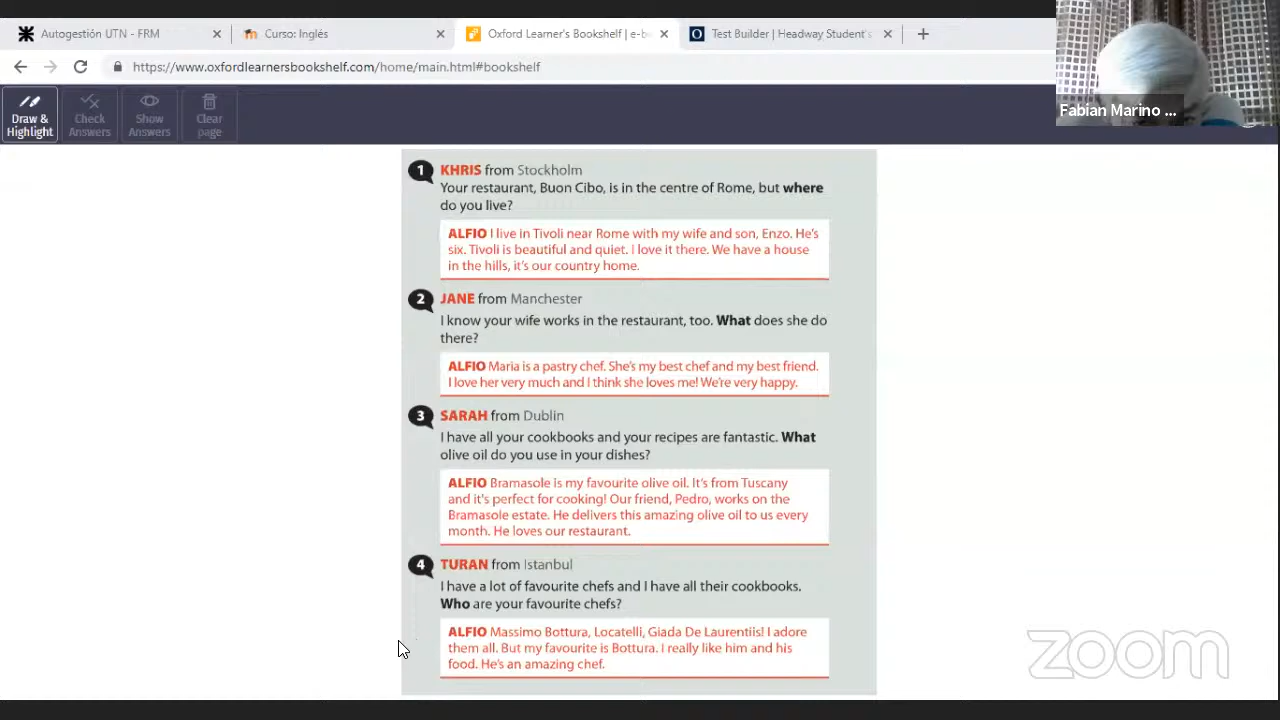 Autogestión UTN - FRM
Curso: Inglés
Oxford Learner's Bookshelf | e-b
Test Builder | Headway Student's
https://www.oxfordlearnersbookshelf.com/home/main.html#bookshelf
Fabian Marino ...
Draw & Highlight
Check Answers
Show Answers
Clear page
1 KHRIS from Stockholm
Your restaurant, Buon Cibo, is in the centre of Rome, but where
do you live?
ALFIO I live in Tivoli near Rome with my wife and son, Enzo. He's
six. Tivoli is beautiful and quiet. I love it there. We have a house
in the hills, it's our country home.
2 JANE from Manchester
I know your wife works in the restaurant, too. What does she do
there?
ALFIO Maria is a pastry chef. She's my best chef and my best friend.
I love her very much and I think she loves me! We're very happy.
3 SARAH from Dublin
I have all your cookbooks and your recipes are fantastic. What
olive oil do you use in your dishes?
ALFIO Bramasole is my favourite olive oil. It's from Tuscany
and it's perfect for cooking! Our friend, Pedro, works on the
Bramasole estate. He delivers this amazing olive oil to us every
month. He loves our restaurant.
4 TURAN from Istanbul
I have a lot of favourite chefs and I have all their cookbooks.
Who are your favourite chefs?
ALFIO Massimo Bottura, Locatelli, Giada De Laurentiis! I adore
them all. But my favourite is Bottura. I really like him and his
food. He's an amazing chef.
zoom